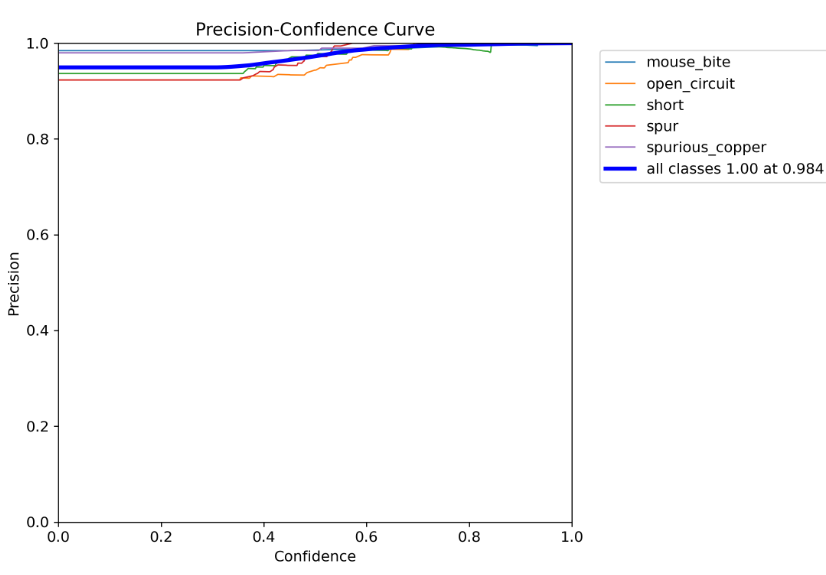 Precision-Confidence Curve
1.0
0.8
0.6
0.4
0.2
0.0
Precision
0.0 0.2 0.4 0.6 0.8 1.0
Confidence
mouse_bite
open_circuit
short
spur
spurious_copper
all classes 1.00 at 0.984